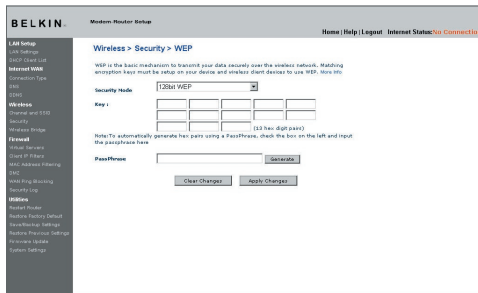 BELKIN
Modem-Router Setup
Home | Help | Logout Internet Status: No Connectio
LAN Setup
LAN Settings
DHCP Client List
Internet WAN
Connection Type
DNS
DDNS
Wireless
Channel and SSID
Security
Wireless Bridge
Firewall
Virtual Servers
Client IP Filters
MAC Address Filtering
DMZ
WAN Ping Blocking
Security Log
Utilities
Restart Router
Restore Factory Default
Save/Backup Settings
Restore Previous Settings
Firmware Update
System Settings
Wireless > Security > WEP
WEP is the basic mechanism to transmit your data securely over the wireless network. Matching
encryption keys must be setup on your device and wireless client devices to use WEP. More Info
Security Mode
128bit WEP
Key :
(13 hex digit pairs)
Note:To automatically generate hex pairs using a PassPhrase, check the box on the left and input
the passphrase here
PassPhrase
Generate
Clear Changes
Apply Changes